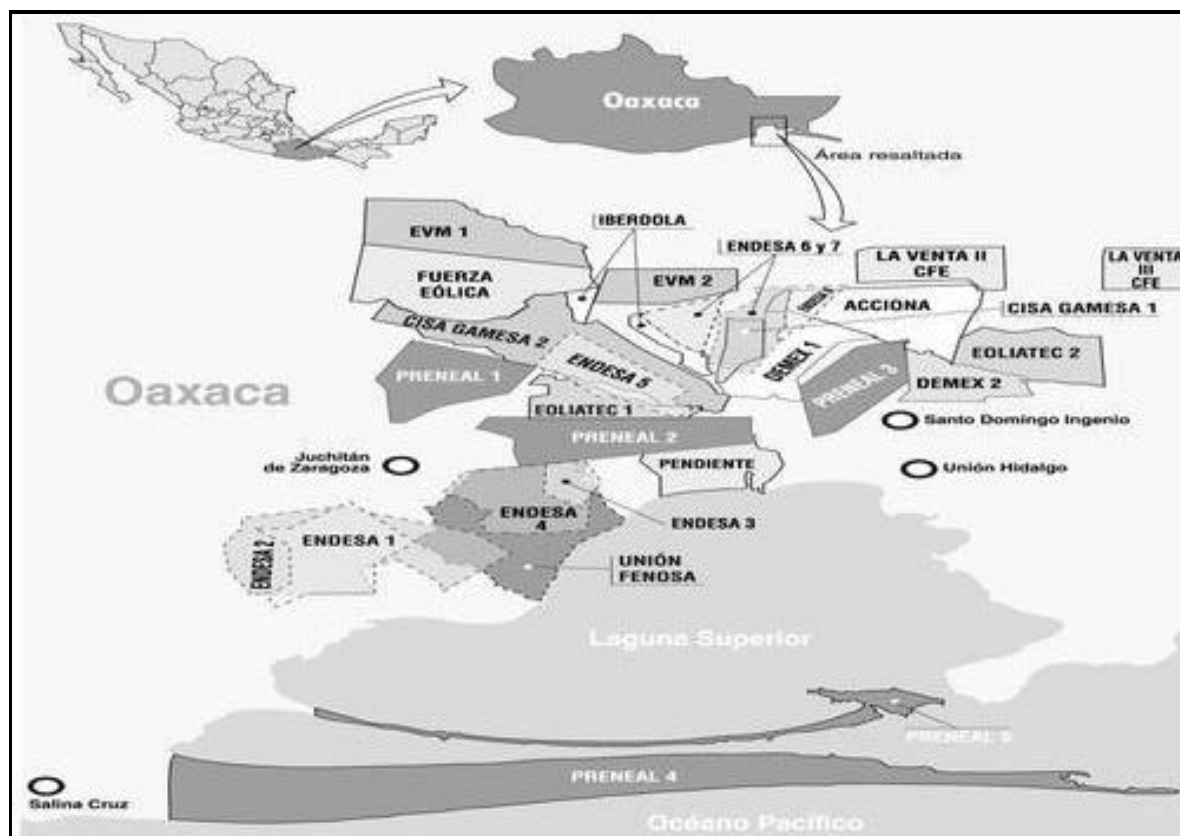 Oaxaca
Área resaltada
IBERDOLA
EVM 1
ENDESA 6 y 7
LA VENTA II
CFE
LA VENTA
III
CFE
FUERZA
EÓLICA
EVM 2
ACCIONA
CISA GAMESA 1
CISA GAMESA 2
DEMEX 1
EOLIATEC 2
ENDESA 5
PRENEAL 1
PRENEAL 3
DEMEX 2
Oaxaca
EOLIATEC 1
Santo Domingo Ingenio
PRENEAL 2
Juchitán
de Zaragoza
PENDIENTE
Unión Hidalgo
ENDESA
4
ENDESA 3
ENDESA 1
ENDESA 2
UNIÓN
FENOSA
Laguna Superior
PRENEAL 5
PRENEAL 4
Salina Cruz
Océano Pacífico